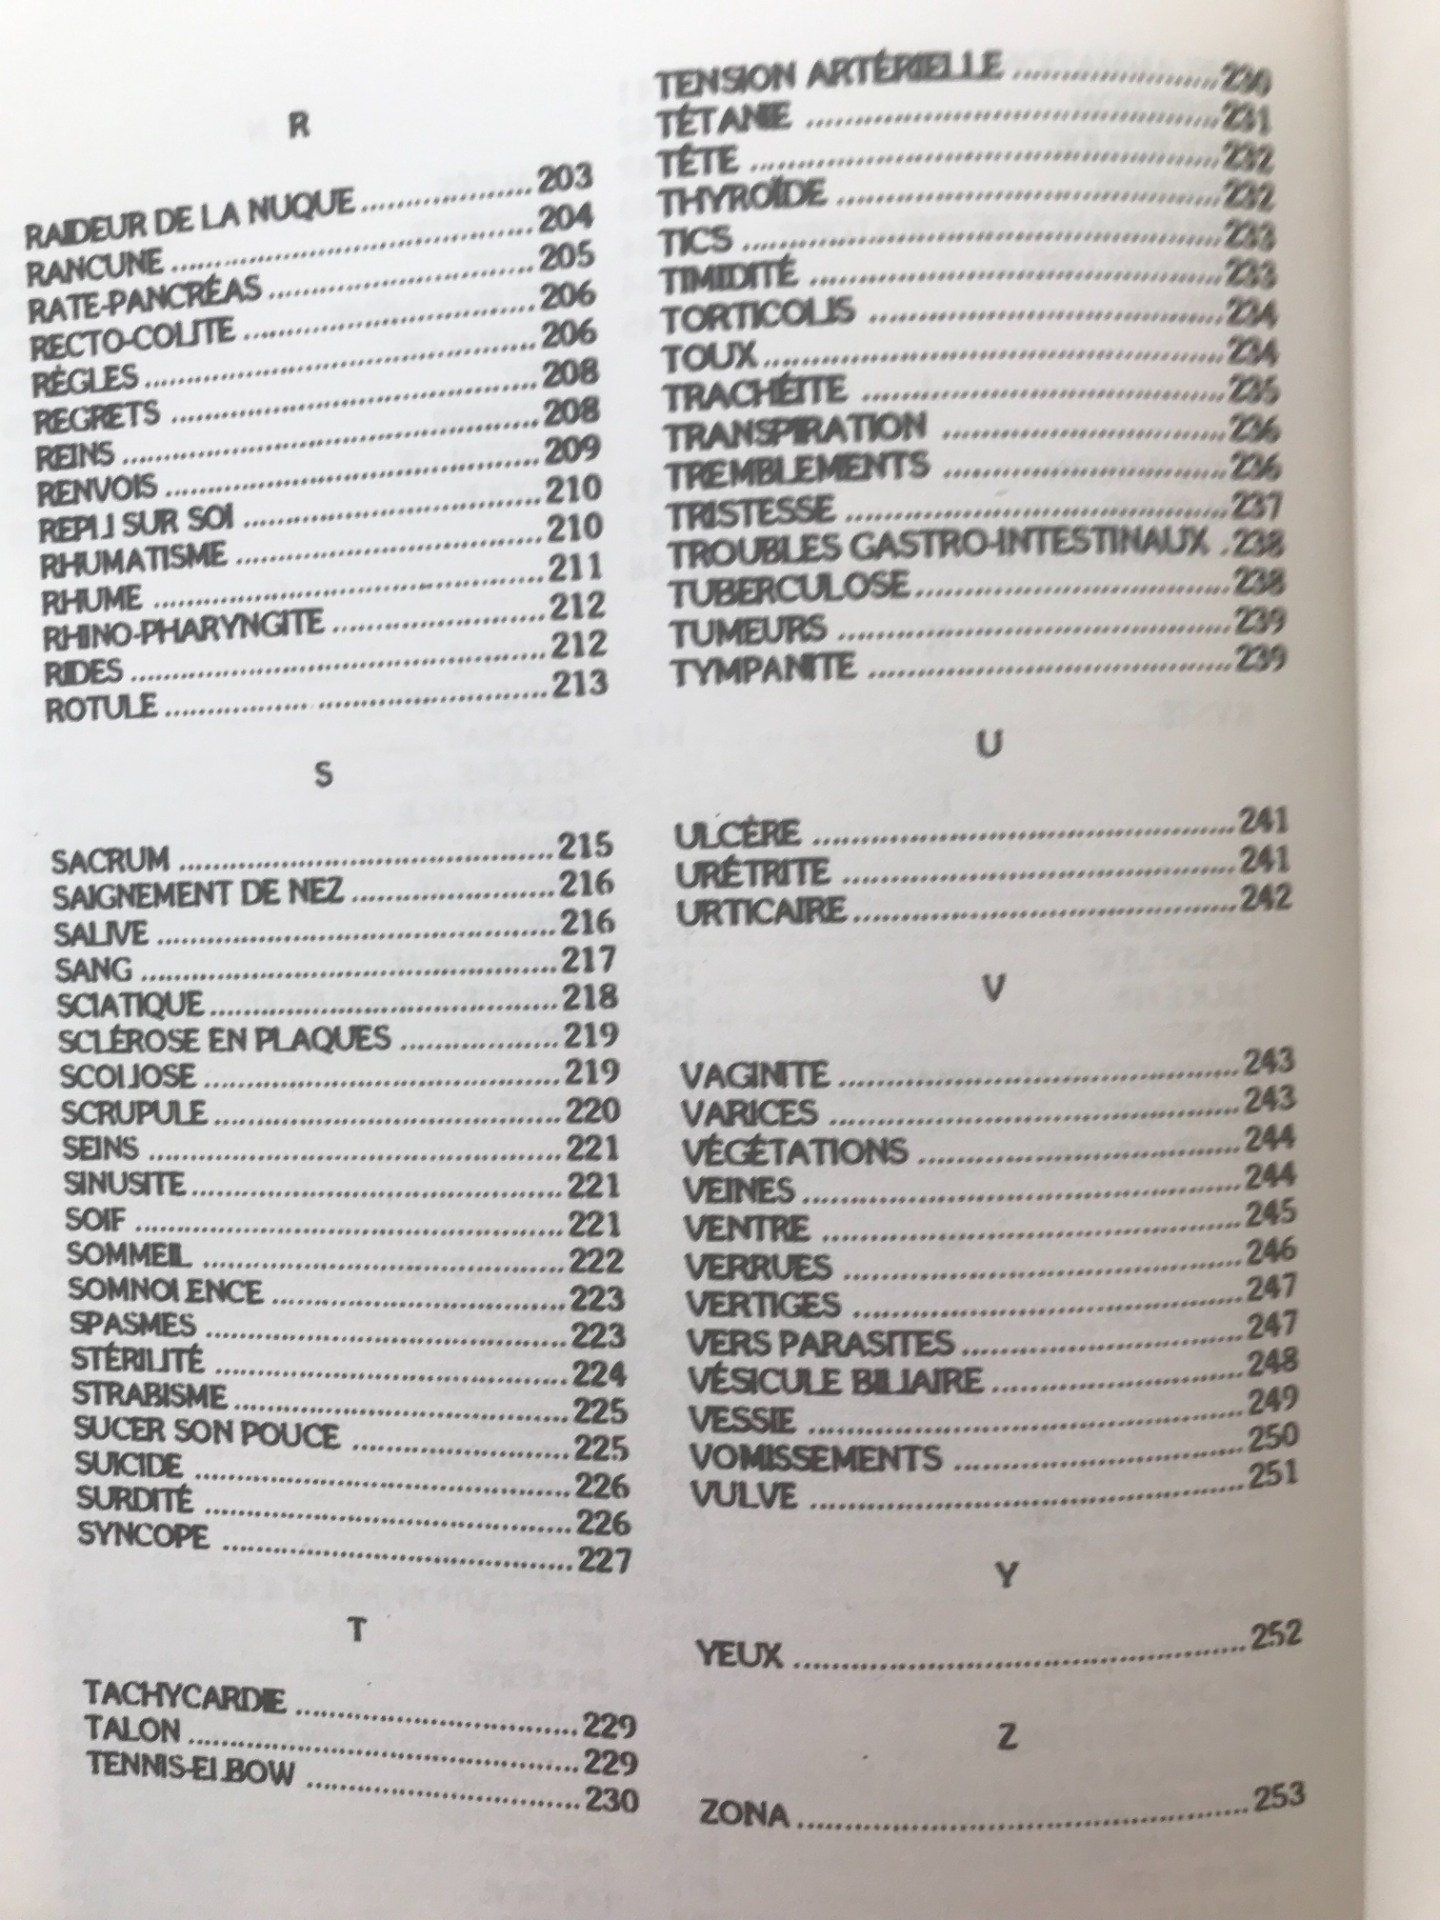 R
RAIDEUR DE LA NUQUE ........ 203
RANCUNE ........ 204
RATE-PANCRÉAS ........ 205
RECTO-COLITE ........ 206
RÈGLES ........ 206
REGRETS ........ 208
REINS ........ 208
RENVOIS ........ 209
REPLI SUR SOI ........ 210
RHUMATISME ........ 210
RHUME ........ 211
RHINO-PHARYNGITE ........ 212
RIDES ........ 212
ROTULE ........ 213
S
SACRUM ........ 215
SAIGNEMENT DE NEZ ........ 216
SALIVE ........ 216
SANG ........ 217
SCIATIQUE ........ 218
SCLÉROSE EN PLAQUES ........ 219
SCOLIOSE ........ 219
SCRUPULE ........ 220
SEINS ........ 221
SINUSITE ........ 221
SOIF ........ 221
SOMMEIL ........ 222
SOMNOLENCE ........ 223
SPASMES ........ 223
STÉRILITÉ ........ 224
STRABISME ........ 225
SUCER SON POUCE ........ 225
SUICIDE ........ 226
SURDITÉ ........ 226
SYNCOPE ........ 227
T
TACHYCARDIE ........ 229
TALON ........ 229
TENNIS-ELBOW ........ 230
TENSION ARTÉRIELLE ........ 230
TÉTANIE ........ 231
TÊTE ........ 232
THYROÏDE ........ 232
TICS ........ 233
TIMIDITÉ ........ 233
TORTICOLIS ........ 234
TOUX ........ 234
TRACHÉITE ........ 235
TRANSPIRATION ........ 236
TREMBLEMENTS ........ 236
TRISTESSE ........ 237
TROUBLES GASTRO-INTESTINAUX . 238
TUBERCULOSE ........ 238
TUMEURS ........ 239
TYMPANITE ........ 239
U
ULCÈRE ........ 241
URÉTRITE ........ 241
URTICAIRE ........ 242
V
VAGINITE ........ 243
VARICES ........ 243
VÉGÉTATIONS ........ 244
VEINES ........ 244
VENTRE ........ 245
VERRUES ........ 246
VERTIGES ........ 247
VERS PARASITES ........ 247
VÉSICULE BILIAIRE ........ 248
VESSIE ........ 249
VOMISSEMENTS ........ 250
VULVE ........ 251
Y
YEUX ........ 252
Z
ZONA ........ 253